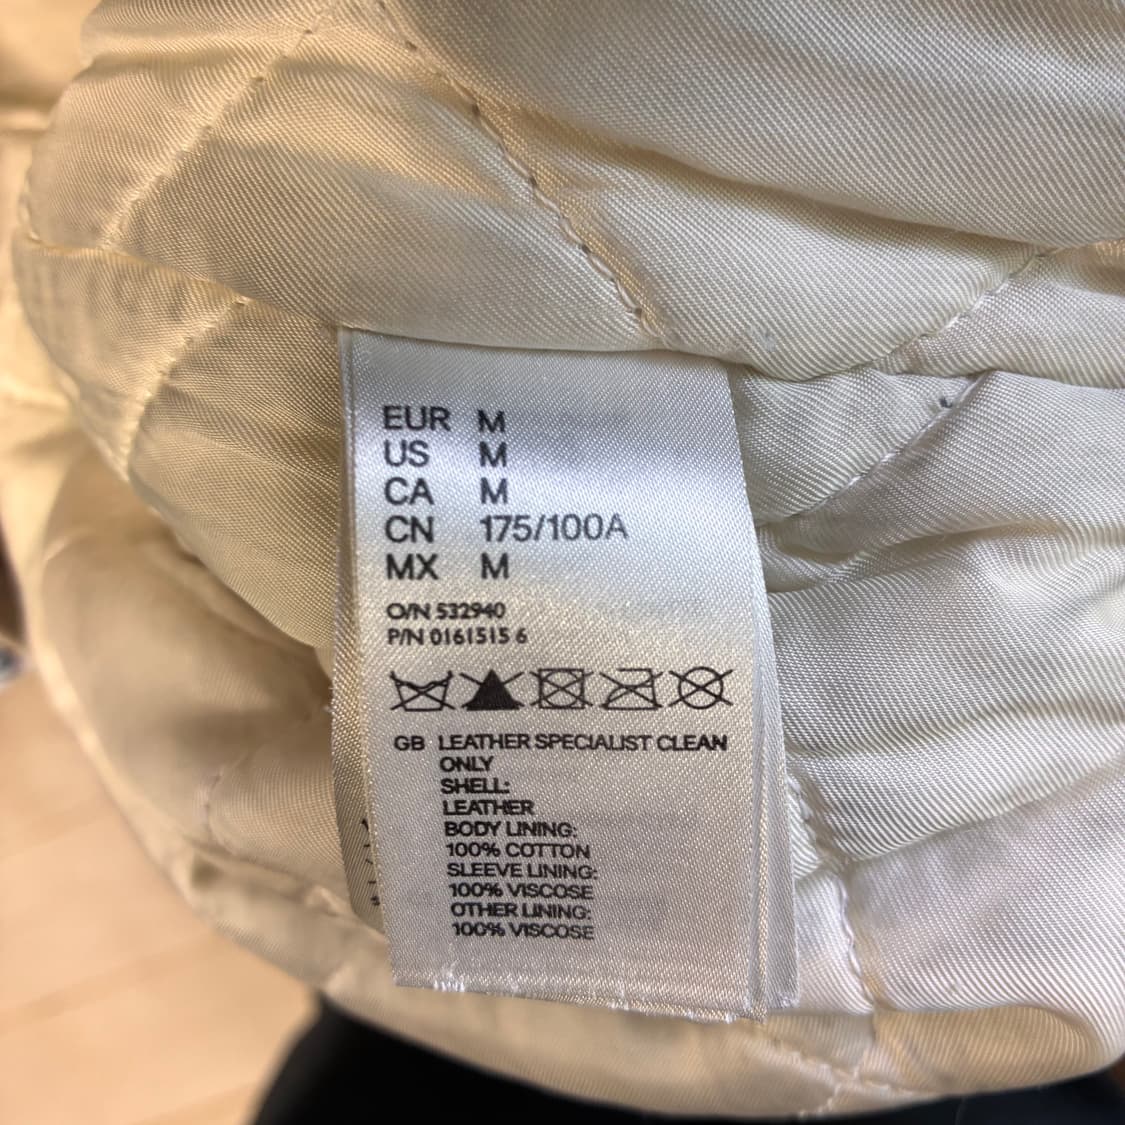 EUR M
US M
CA M
CN 175/100A
MX M
O/N 532940
P/N 0161515 6
GB LEATHER SPECIALIST CLEAN
ONLY
SHELL:
LEATHER
BODY LINING:
100% COTTON
SLEEVE LINING:
100% VISCOSE
OTHER LINING:
100% VISCOSE